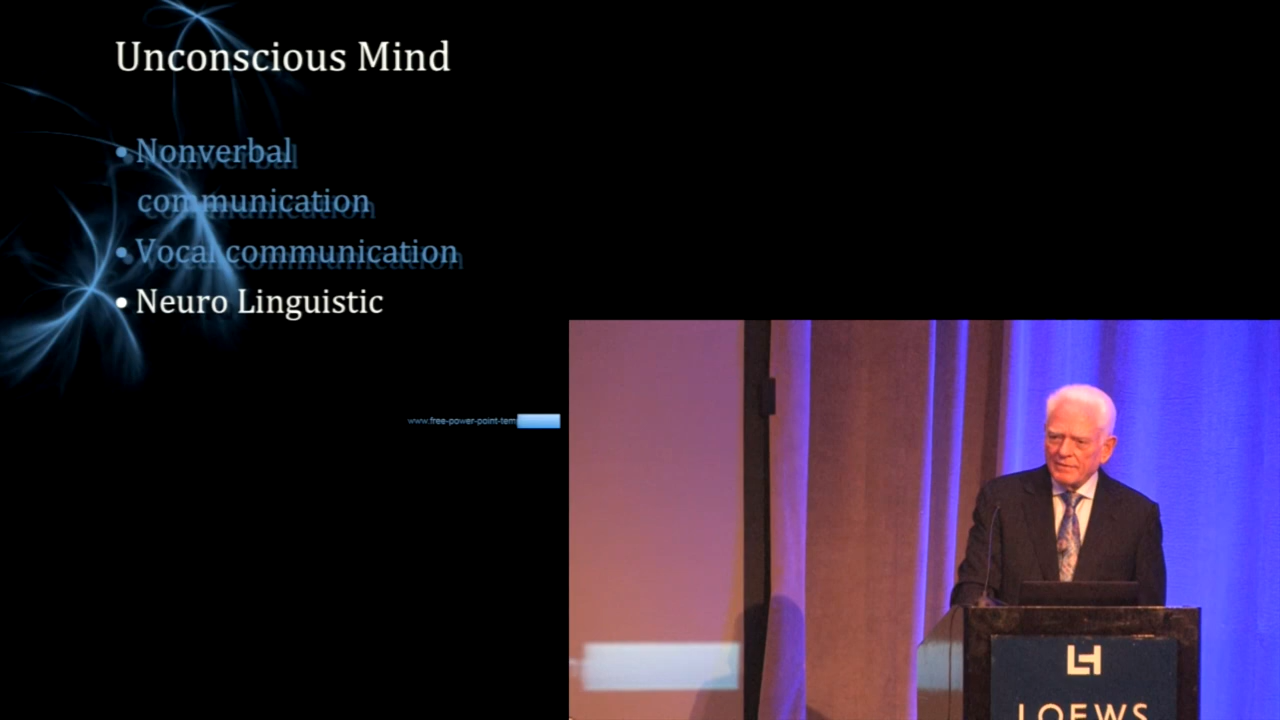 Unconscious Mind
• Nonverbal
communication
• Vocal communication
• Neuro Linguistic
www.free-power-point-tem
LH
LOEWS